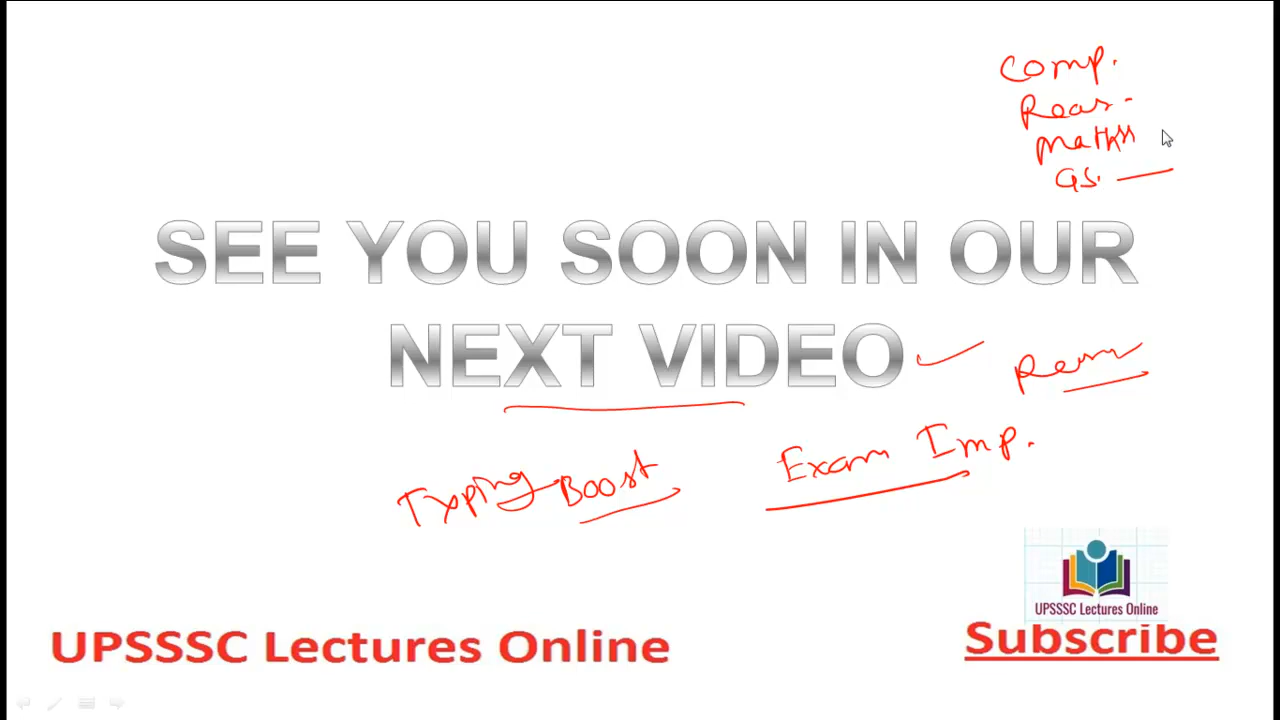 Comp.
Reas.
Maths
GS.
SEE YOU SOON IN OUR
NEXT VIDEO
Exam Imp.
Typing Boost
UPSSSC Lectures Online
UPSSSC Lectures Online
Subscribe